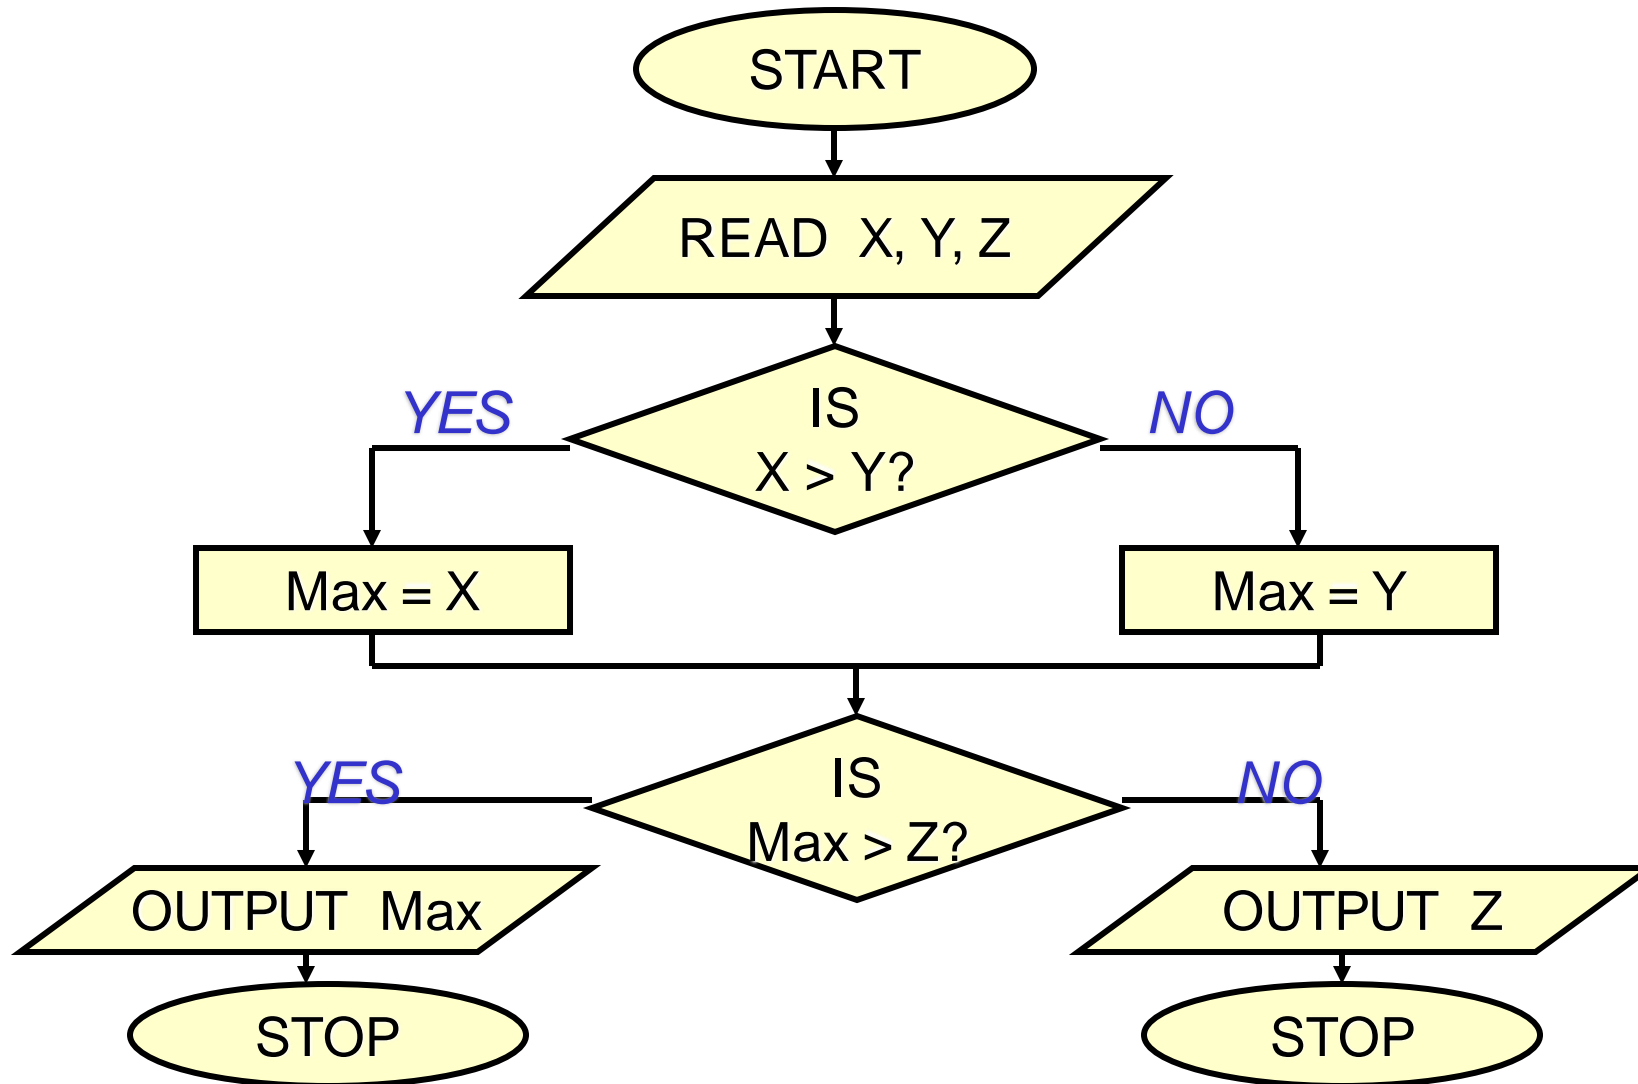 START
READ X, Y, Z
YES
IS
X > Y?
NO
Max = X
Max = Y
YES
IS
Max > Z?
NO
OUTPUT Max
OUTPUT Z
STOP
STOP